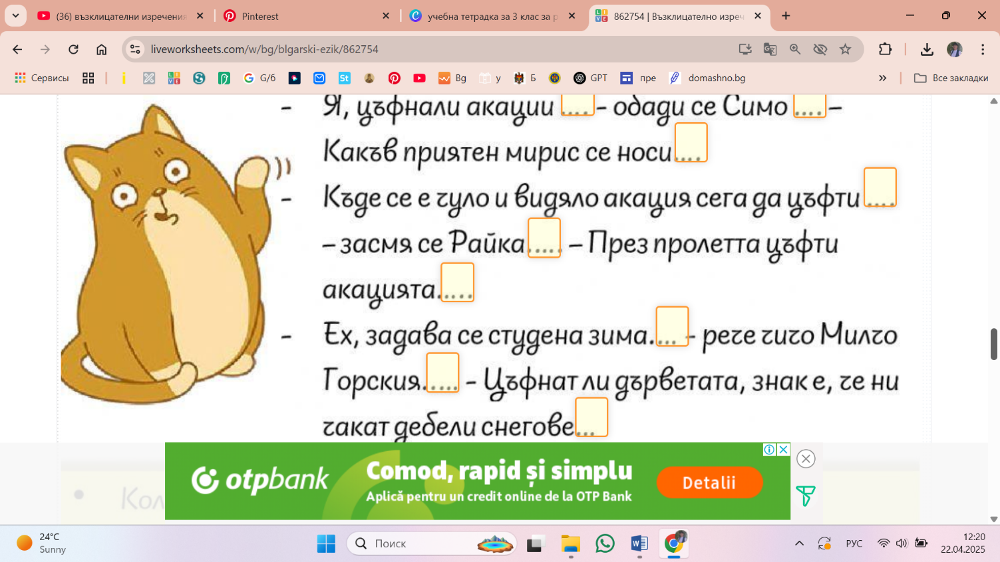 (36) възклицателни изречения
Pinterest
учебна тетрадка за 3 клас за р
862754 | Възклицателно изреч
liveworksheets.com/w/bg/blgarski-ezik/862754
Сервисы
G/б
Bg
у
Б
GPT
пре
domashno.bg
»
Все закладки
- Я, цъфнали акации .... - обади се Симо .... –
Какъв приятен мирис се носи ....
- Къде се е чуло и видяло акация сега да цъфти ....
– засмя се Райка ..... – През пролетта цъфти
акацията.....
- Ех, задава се студена зима.... - рече чичо Милчо
Горския..... - Цъфнат ли дърветата, знак е, че ни
чакат дебели снегове...
Кол
otpbank
Comod, rapid și simplu
Aplică pentru un credit online de la OTP Bank
Detalii
24°C
Sunny
Поиск
РУС
12:20
22.04.2025